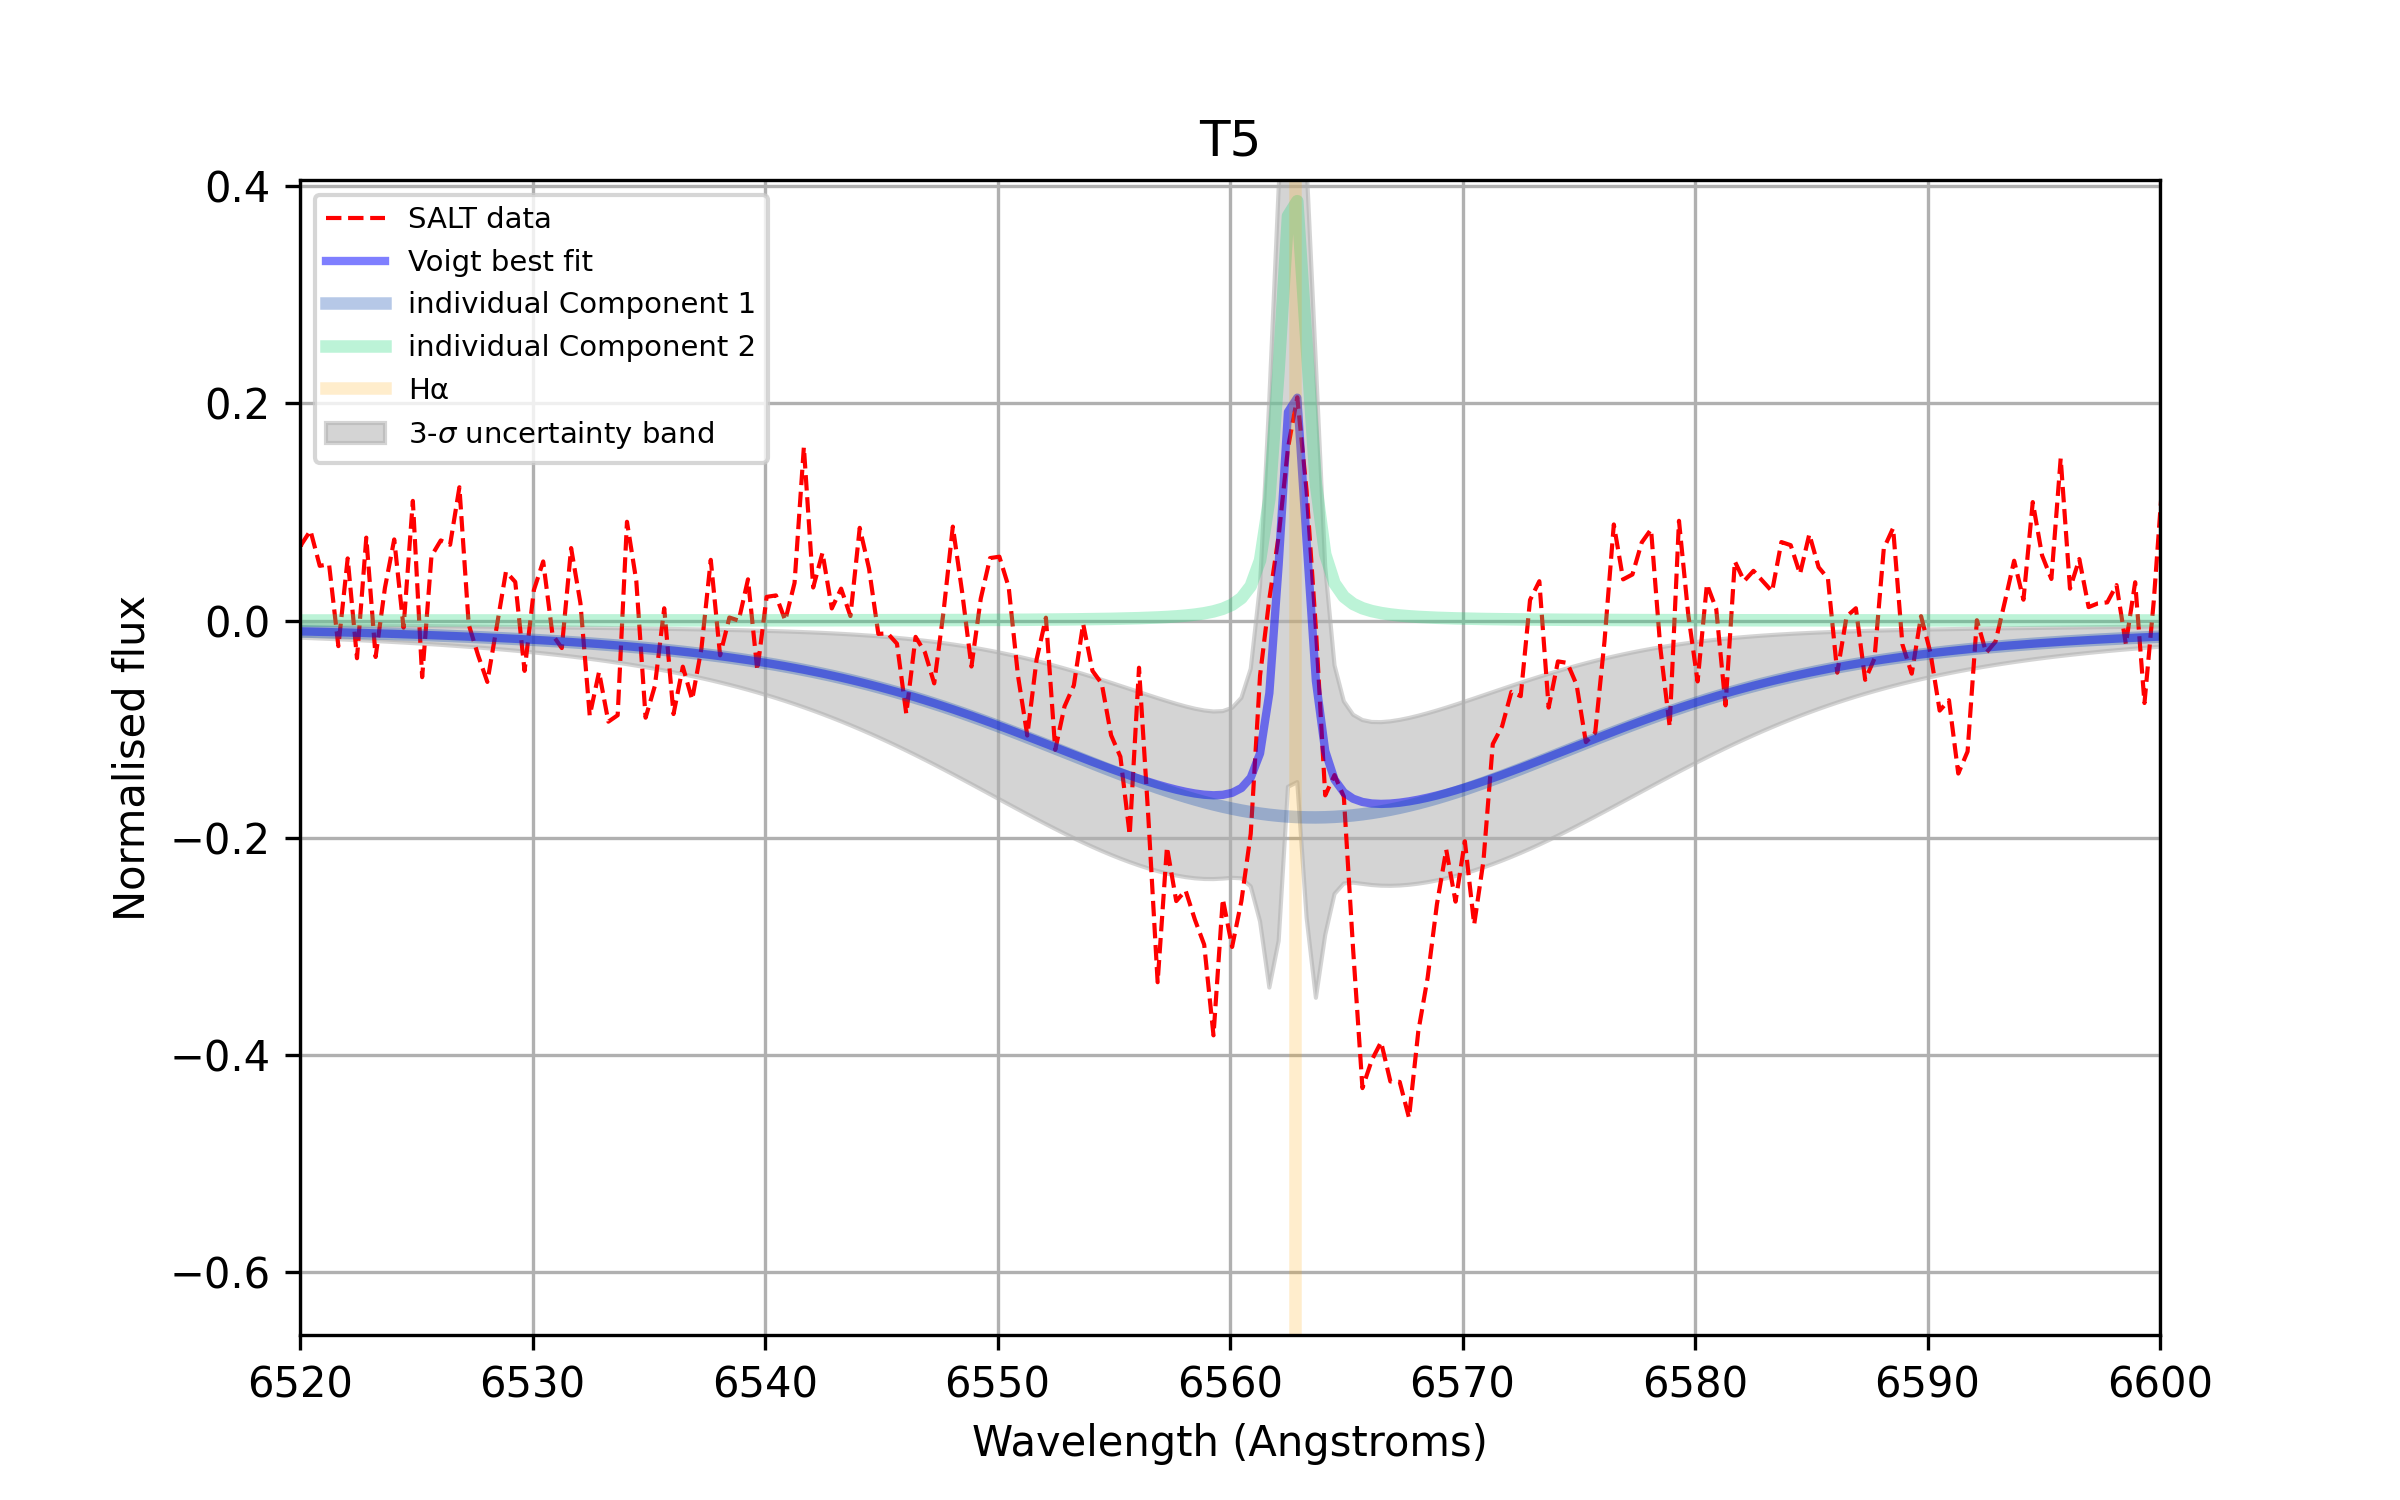 T5
0.4
0.2
0.0
−0.2
−0.4
−0.6
Normalised flux
SALT data
Voigt best fit
individual Component 1
individual Component 2
Hα
3-σ uncertainty band
6520 6530 6540 6550 6560 6570 6580 6590 6600
Wavelength (Angstroms)